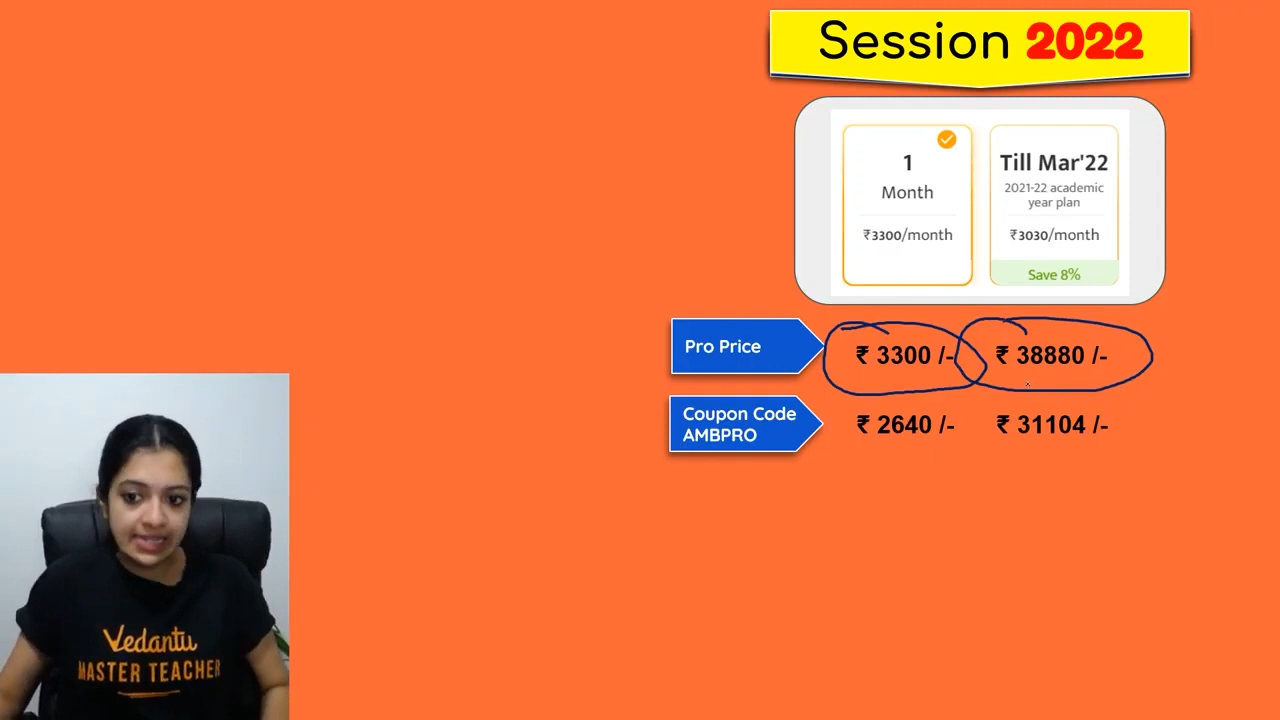 Session 2022
1
Month
₹3300/month
Till Mar'22
2021-22 academic
year plan
₹3030/month
Save 8%
Pro Price
₹ 3300 /-
₹ 38880 /-
Coupon Code
AMBPRO
₹ 2640 /-
₹ 31104 /-
Vedantu
MASTER TEACHER